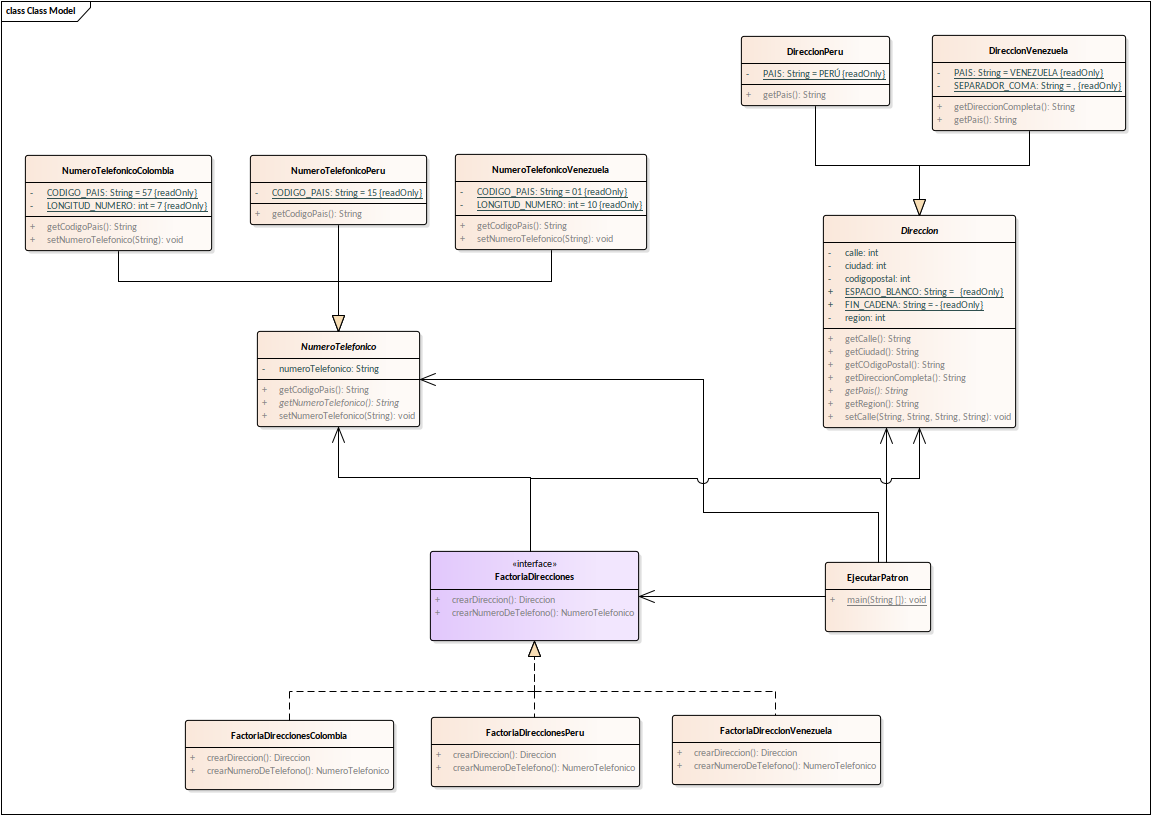 class Class Model
DireccionPeru
- PAIS: String = PERÚ {readOnly}
+ getPais(): String
DireccionVenezuela
- PAIS: String = VENEZUELA {readOnly}
- SEPARADOR_COMA: String = , {readOnly}
+ getDireccionCompleta(): String
+ getPais(): String
NumeroTelefonicoColombia
- CODIGO_PAIS: String = 57 {readOnly}
- LONGITUD_NUMERO: int = 7 {readOnly}
+ getCodigoPais(): String
+ setNumeroTelefonico(String): void
NumeroTelefonicoPeru
- CODIGO_PAIS: String = 15 {readOnly}
+ getCodigoPais(): String
NumeroTelefonicoVenezuela
- CODIGO_PAIS: String = 01 {readOnly}
- LONGITUD_NUMERO: int = 10 {readOnly}
+ getCodigoPais(): String
+ setNumeroTelefonico(String): void
Direccion
- calle: int
- ciudad: int
- codigopostal: int
+ ESPACIO_BLANCO: String = {readOnly}
+ FIN_CADENA: String = - {readOnly}
- region: int
+ getCalle(): String
+ getCiudad(): String
+ getCOdigoPostal(): String
+ getDireccionCompleta(): String
+ getPais(): String
+ getRegion(): String
+ setCalle(String, String, String, String): void
NumeroTelefonico
- numeroTelefonico: String
+ getCodigoPais(): String
+ getNumeroTelefonico(): String
+ setNumeroTelefonico(String): void
«interface»
FactoriaDirecciones
+ crearDireccion(): Direccion
+ crearNumeroDeTelefono(): NumeroTelefonico
EjecutarPatron
+ main(String []): void
FactoriaDireccionesColombia
+ crearDireccion(): Direccion
+ crearNumeroDeTelefono(): NumeroTelefonico
FactoriaDireccionesPeru
+ crearDireccion(): Direccion
+ crearNumeroDeTelefono(): NumeroTelefonico
FactoriaDireccionVenezuela
+ crearDireccion(): Direccion
+ crearNumeroDeTelefono(): NumeroTelefonico